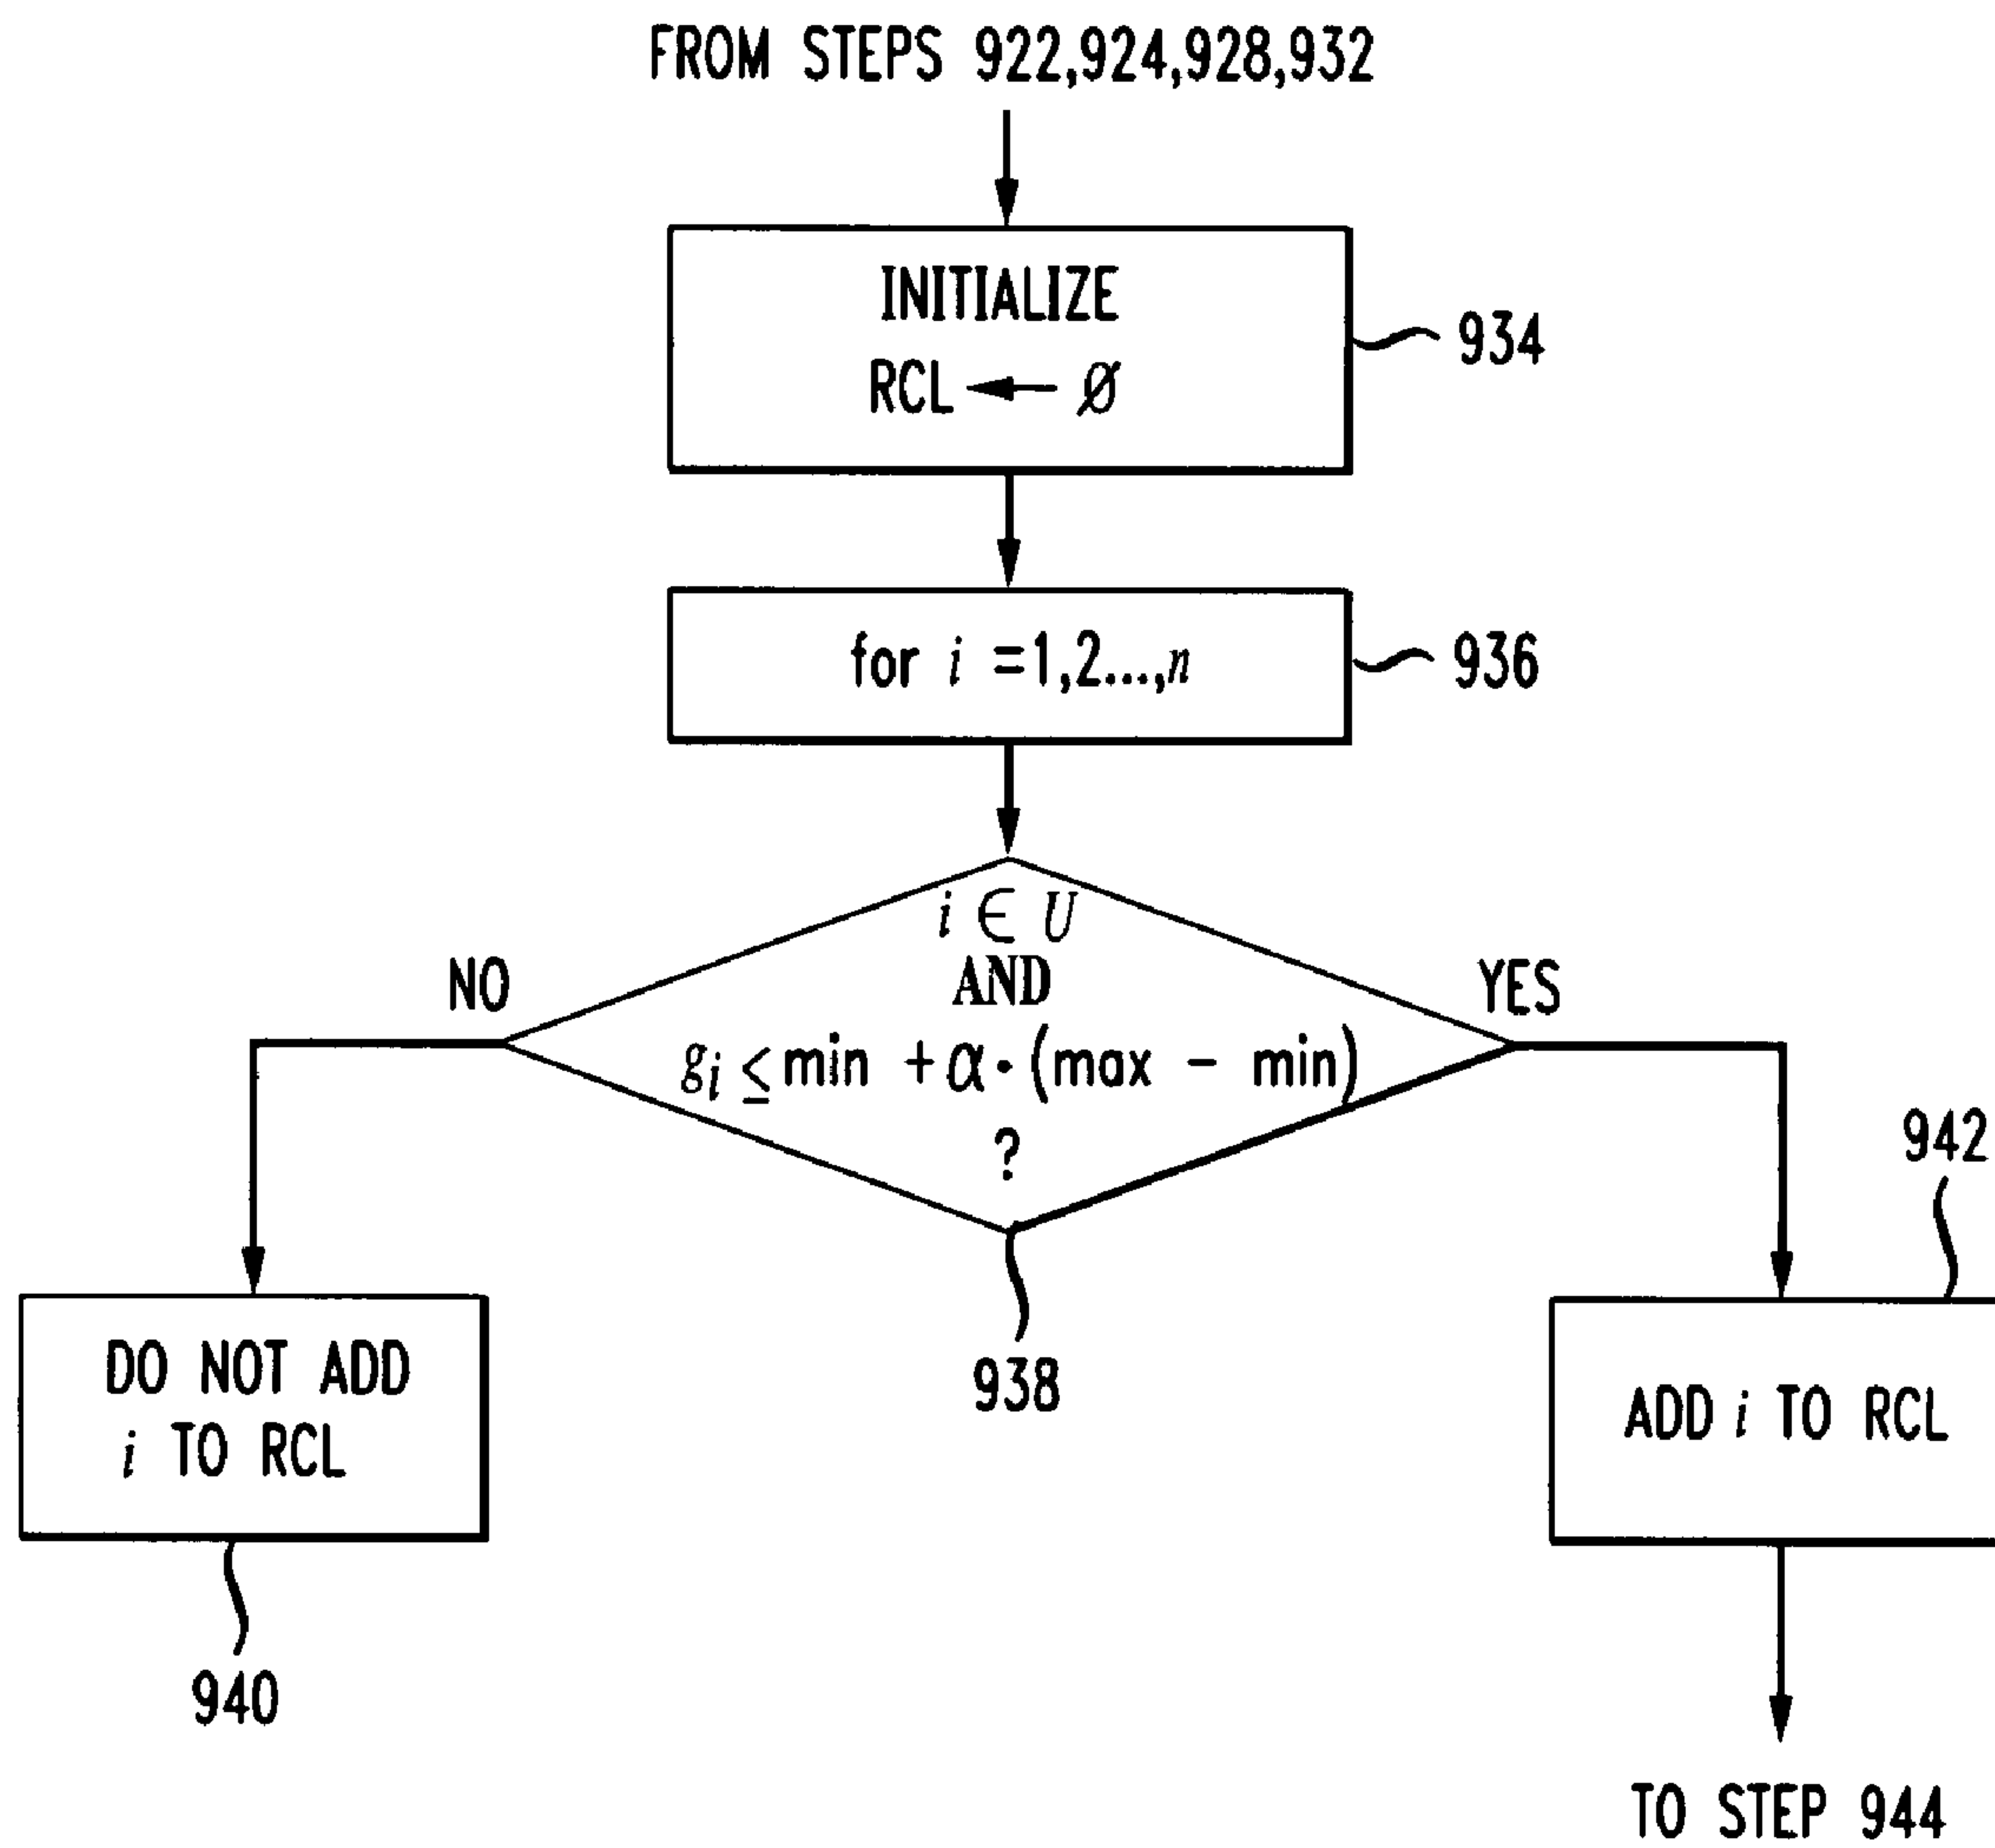 FROM STEPS 922,924,928,932
INITIALIZE
RCL ← Ø
934
for i =1,2...,n
936
i ∈ U
AND
g_i ≤ min + α • (max - min)
?
NO
YES
938
942
DO NOT ADD
i TO RCL
940
ADD i TO RCL
TO STEP 944